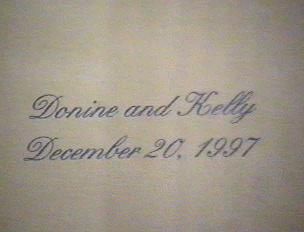 Donine and Kelly
December 20, 1997